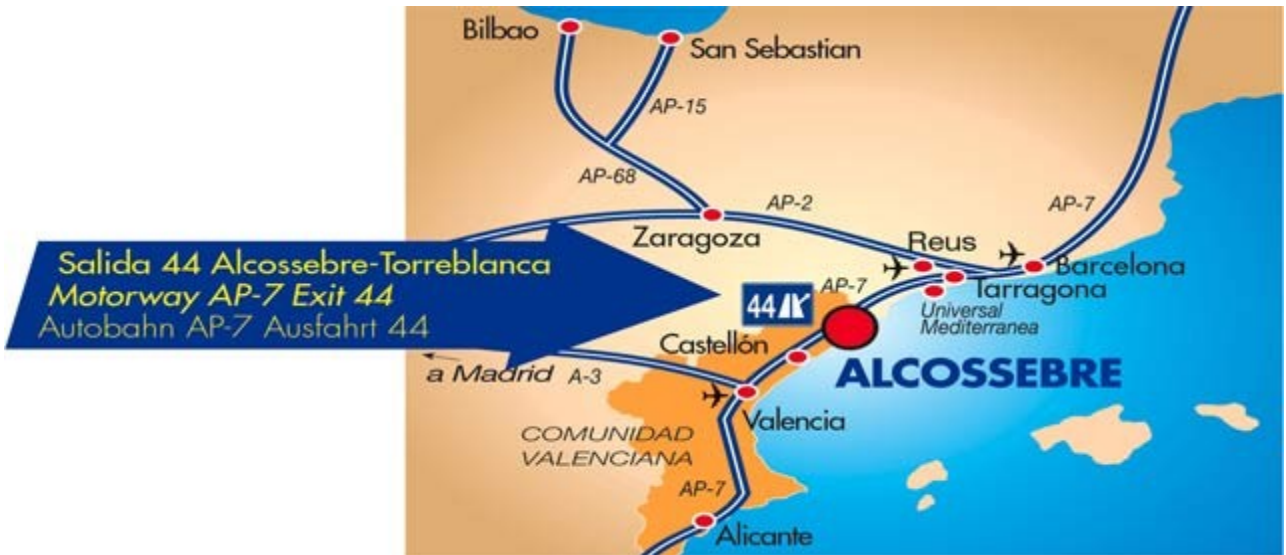 Bilbao
San Sebastian
AP-15
AP-68
AP-2
AP-7
Zaragoza
Reus
Barcelona
Tarragona
Salida 44 Alcossebre-Torreblanca
Motorway AP-7 Exit 44
Autobahn AP-7 Ausfahrt 44
AP-7
44
Universal
Mediterranea
Castellón
ALCOSSEBRE
a Madrid
A-3
Valencia
COMUNIDAD
VALENCIANA
AP-7
Alicante